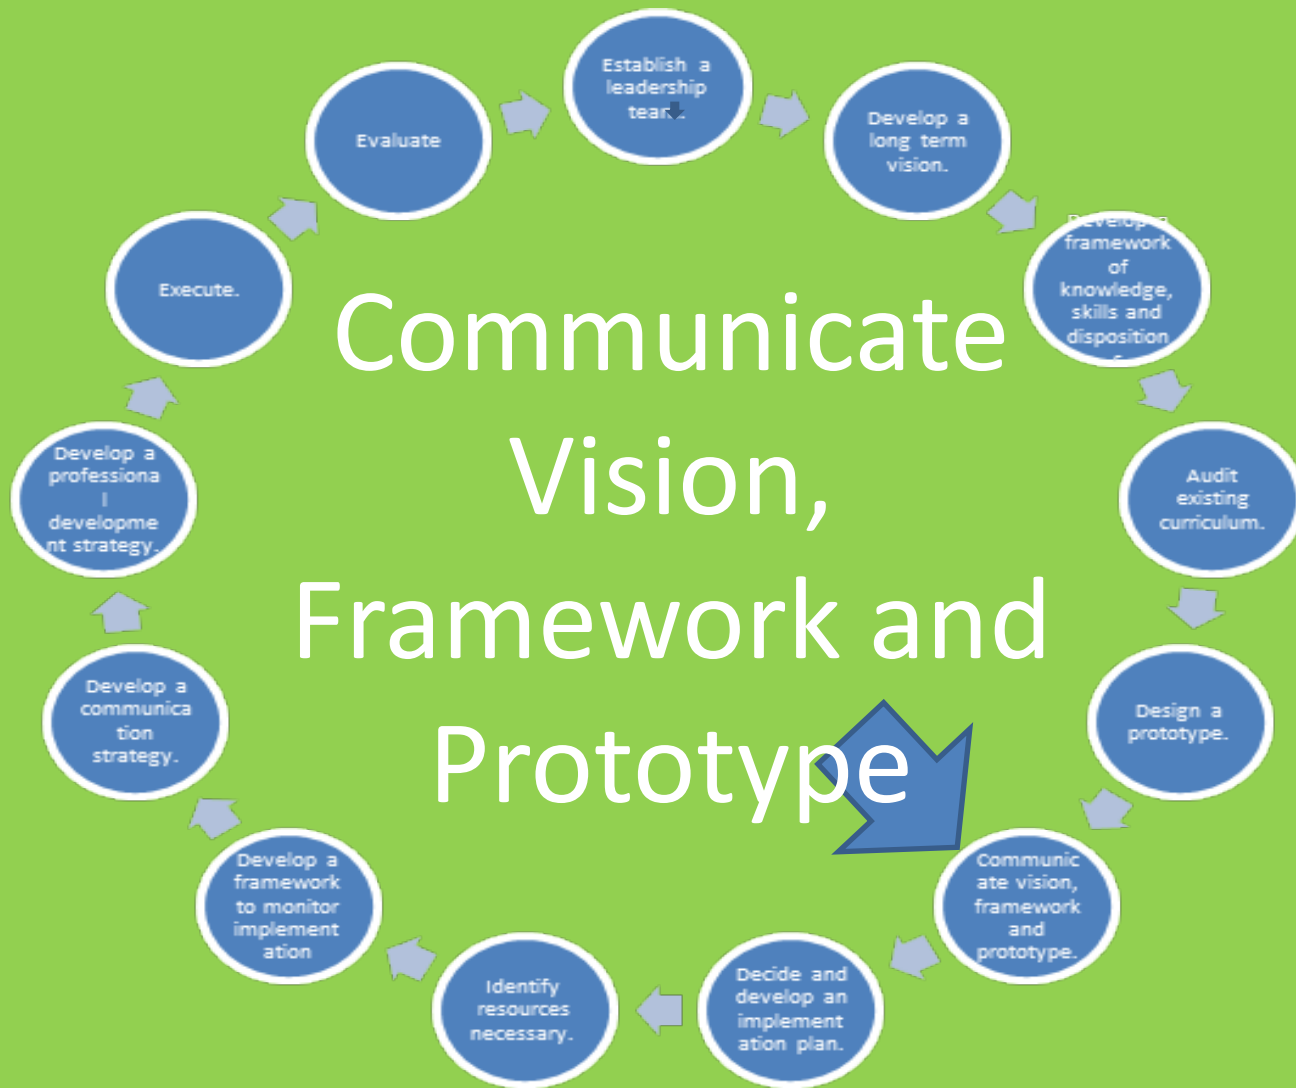 Establish a
leadership
team.
Develop a
long term
vision.
Develop a
framework
of
knowledge,
skills and
disposition
s
Audit
existing
curriculum.
Design a
prototype.
Communic
ate vision,
framework
and
prototype.
Decide and
develop an
implement
ation plan.
Identify
resources
necessary.
Develop a
framework
to monitor
implement
ation
Develop a
communica
tion
strategy.
Develop a
professiona
l
developme
nt strategy.
Execute.
Evaluate
Communicate
Vision,
Framework and
Prototype